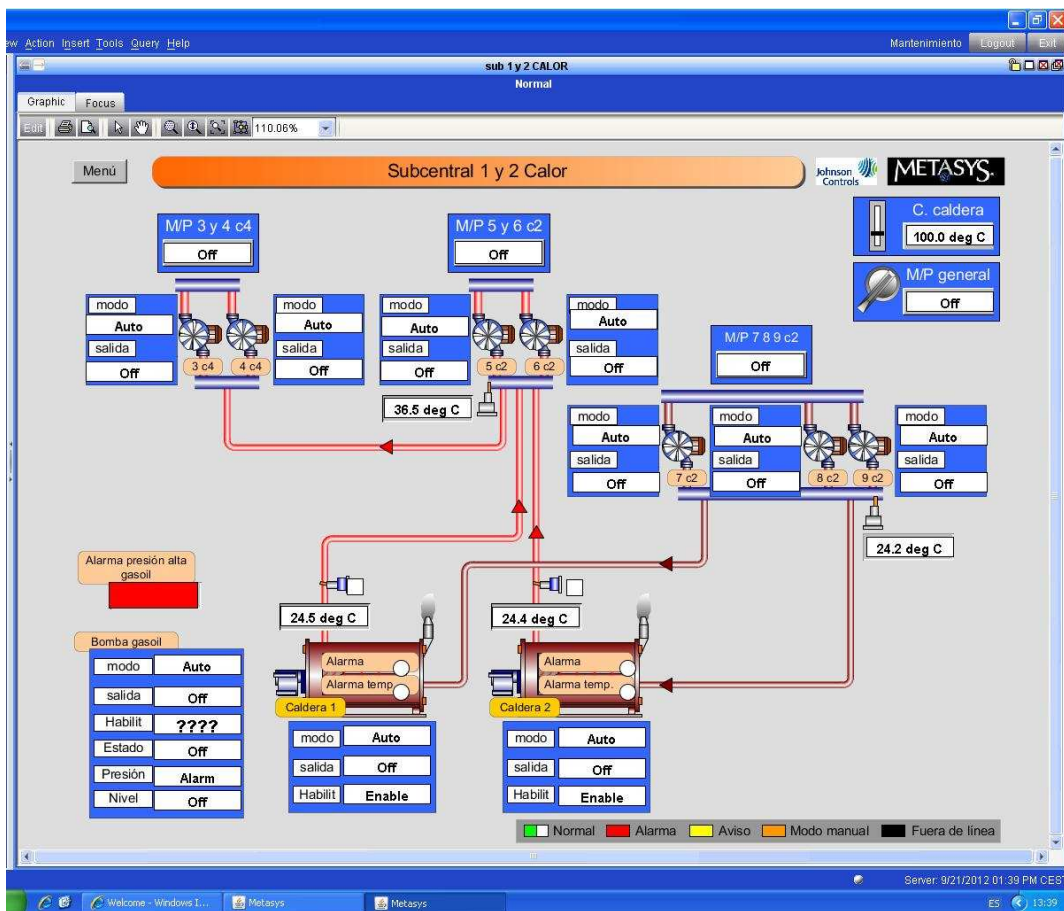 ew Action Insert Tools Query Help
Mantenimiento Logout Exit
sub 1 y 2 CALOR
Normal
Graphic Focus
Edit 110.06%
Menú
Subcentral 1 y 2 Calor
Johnson Controls
METASYS.
C. caldera
100.0 deg C
M/P general
Off
M/P 3 y 4 c4
Off
M/P 5 y 6 c2
Off
modo
Auto
salida
Off
3 c4
4 c4
modo
Auto
salida
Off
modo
Auto
salida
Off
5 c2
6 c2
modo
Auto
salida
Off
36.5 deg C
M/P 7 8 9 c2
Off
modo
Auto
salida
Off
7 c2
modo
Auto
salida
Off
8 c2
9 c2
modo
Auto
salida
Off
24.2 deg C
Alarma presión alta
gasoil
24.5 deg C
24.4 deg C
Bomba gasoil
modo Auto
salida Off
Habilit ????
Estado Off
Presión Alarm
Nivel Off
Alarma
Alarma temp.
Caldera 1
modo Auto
salida Off
Habilit Enable
Alarma
Alarma temp.
Caldera 2
modo Auto
salida Off
Habilit Enable
Normal Alarma Aviso Modo manual Fuera de línea
Server: 9/21/2012 01:39 PM CEST
Welcome - Windows I... Metasys Metasys ES 13:39